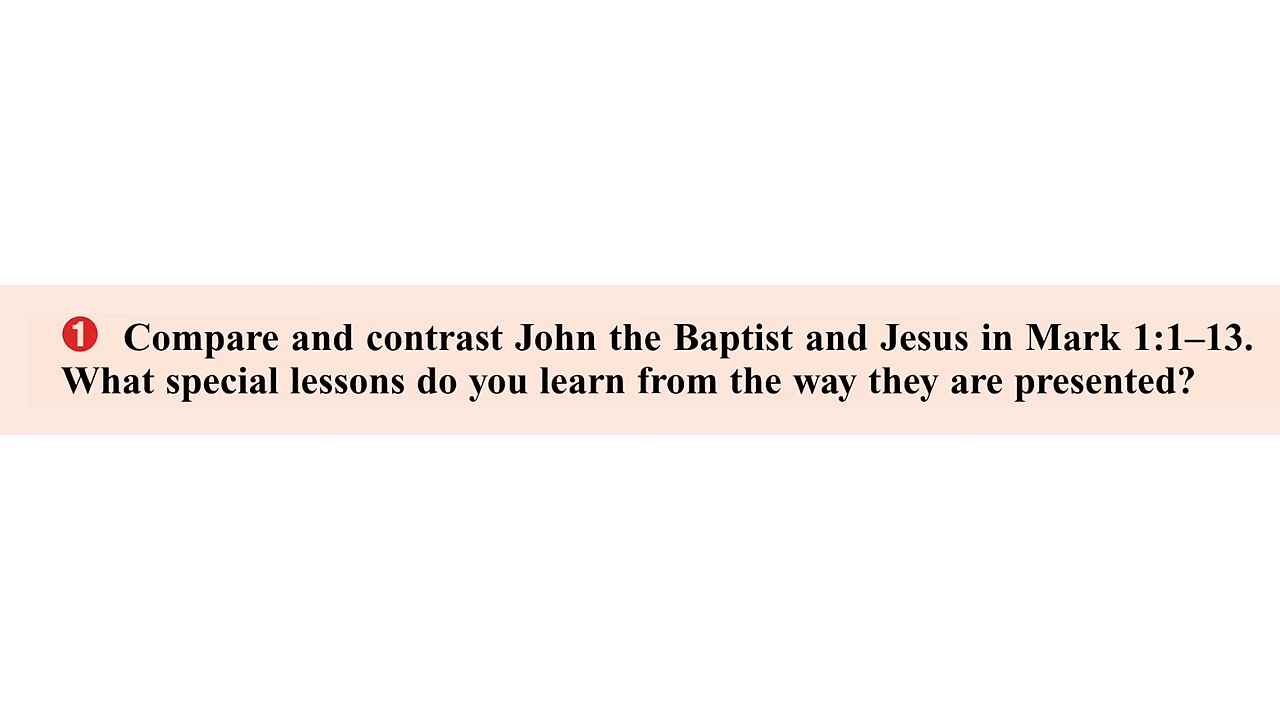 1 Compare and contrast John the Baptist and Jesus in Mark 1:1–13.
What special lessons do you learn from the way they are presented?